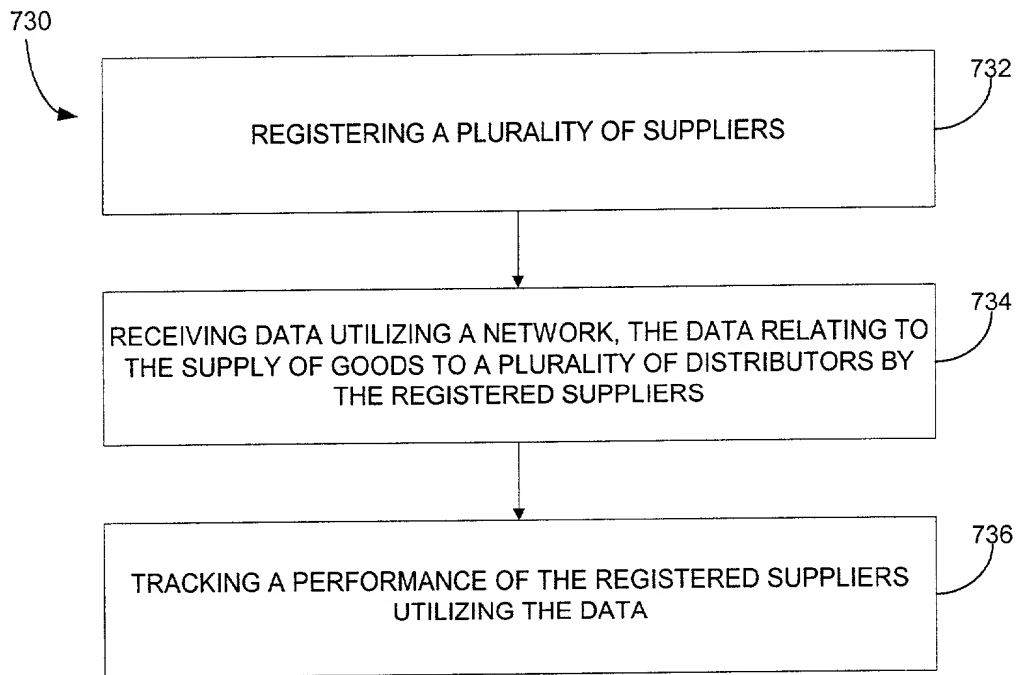 730
732
REGISTERING A PLURALITY OF SUPPLIERS
734
RECEIVING DATA UTILIZING A NETWORK, THE DATA RELATING TO
THE SUPPLY OF GOODS TO A PLURALITY OF DISTRIBUTORS BY
THE REGISTERED SUPPLIERS
736
TRACKING A PERFORMANCE OF THE REGISTERED SUPPLIERS
UTILIZING THE DATA